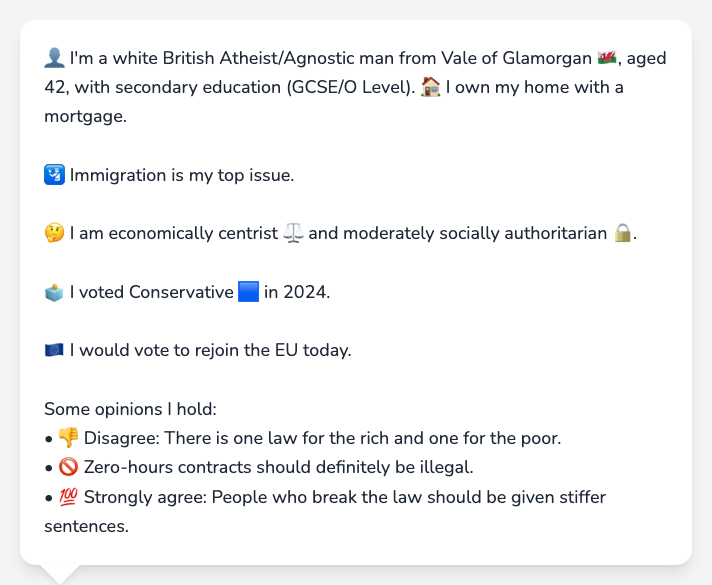 👤 I'm a white British Atheist/Agnostic man from Vale of Glamorgan 🏴󠁧󠁢󠁷󠁬󠁳󠁿, aged
42, with secondary education (GCSE/O Level). 🏠 I own my home with a
mortgage.
🛂 Immigration is my top issue.
🤔 I am economically centrist ⚖️ and moderately socially authoritarian 🔒.
🗳️ I voted Conservative 🟦 in 2024.
🇪🇺 I would vote to rejoin the EU today.
Some opinions I hold:
• 👎 Disagree: There is one law for the rich and one for the poor.
• 🚫 Zero-hours contracts should definitely be illegal.
• 💯 Strongly agree: People who break the law should be given stiffer
sentences.